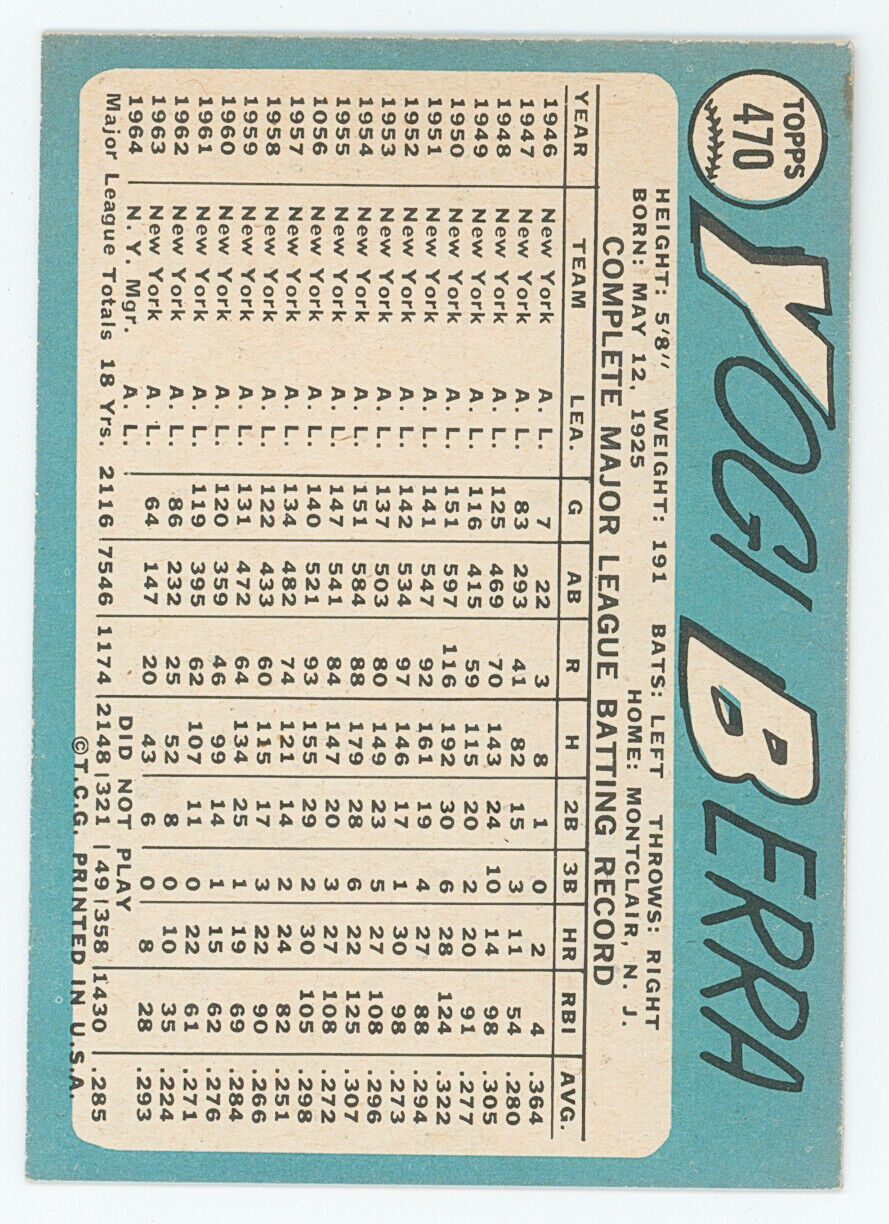 TOPPS
470
YOGI BERRA
HEIGHT: 5'8" WEIGHT: 191 BATS: LEFT THROWS: RIGHT
BORN: MAY 12, 1925 HOME: MONTCLAIR, N. J.
COMPLETE MAJOR LEAGUE BATTING RECORD
YEAR TEAM LEA. G AB R H 2B 3B HR RBI AVG.
1946 New York A. L. 7 22 3 8 1 0 2 4 .364
1947 New York A. L. 83 293 41 82 15 3 11 54 .280
1948 New York A. L. 125 469 70 143 24 10 14 98 .305
1949 New York A. L. 116 415 59 115 20 2 20 91 .277
1950 New York A. L. 151 597 116 192 30 6 28 124 .322
1951 New York A. L. 141 547 92 161 19 4 27 88 .294
1952 New York A. L. 142 534 97 146 17 1 30 98 .273
1953 New York A. L. 137 503 80 149 23 5 27 108 .296
1954 New York A. L. 151 584 88 179 28 6 22 125 .307
1955 New York A. L. 147 541 84 147 20 3 27 108 .272
1056 New York A. L. 140 521 93 155 29 2 30 105 .298
1957 New York A. L. 134 482 74 121 14 2 24 82 .251
1958 New York A. L. 122 433 60 115 17 3 22 90 .266
1959 New York A. L. 131 472 64 134 25 1 19 69 .284
1960 New York A. L. 120 359 46 99 14 1 15 62 .276
1961 New York A. L. 119 395 62 107 11 0 22 61 .271
1962 New York A. L. 86 232 25 52 8 0 10 35 .224
1963 New York A. L. 64 147 20 43 6 0 8 28 .293
1964 N. Y. Mgr. A. L. DID NOT PLAY
Major League Totals 18 Yrs. 2116 7546 1174 2148 321 49 358 1430 .285
©T.C.G. PRINTED IN U.S.A.